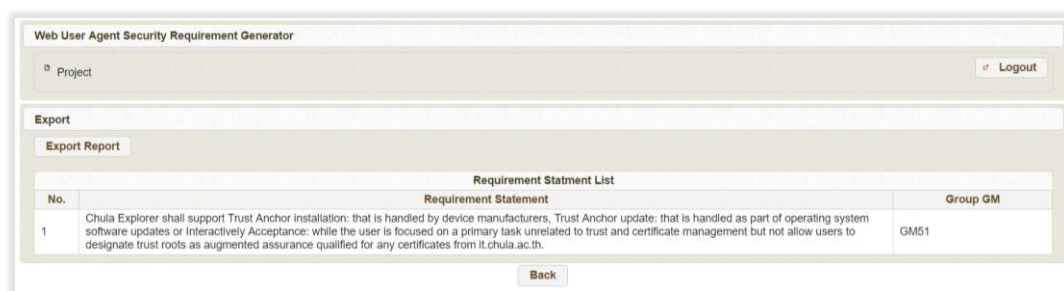 Web User Agent Security Requirement Generator
Project
Logout
Export
Export Report
Requirement Statment List
No.
Requirement Statement
Group GM
1
Chula Explorer shall support Trust Anchor installation: that is handled by device manufacturers, Trust Anchor update: that is handled as part of operating system
software updates or Interactively Acceptance: while the user is focused on a primary task unrelated to trust and certificate management but not allow users to
designate trust roots as augmented assurance qualified for any certificates from it.chula.ac.th.
GM51
Back